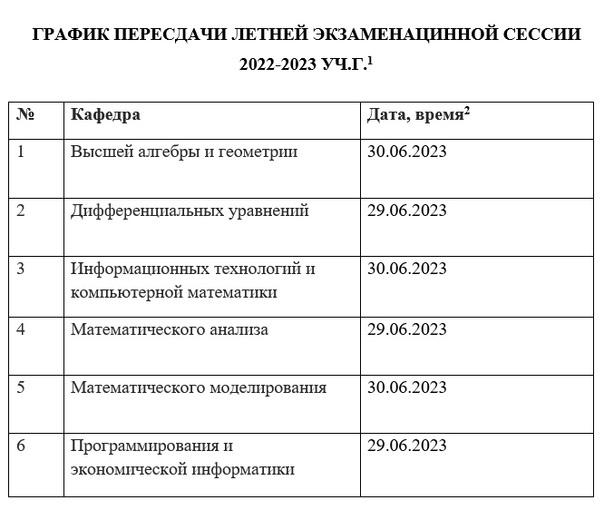 ГРАФИК ПЕРЕСДАЧИ ЛЕТНЕЙ ЭКЗАМЕНАЦИННОЙ СЕССИИ
2022-2023 УЧ.Г.¹
№ Кафедра Дата, время²
1 Высшей алгебры и геометрии 30.06.2023
2 Дифференциальных уравнений 29.06.2023
3 Информационных технологий и 30.06.2023
компьютерной математики
4 Математического анализа 29.06.2023
5 Математического моделирования 30.06.2023
6 Программирования и 29.06.2023
экономической информатики